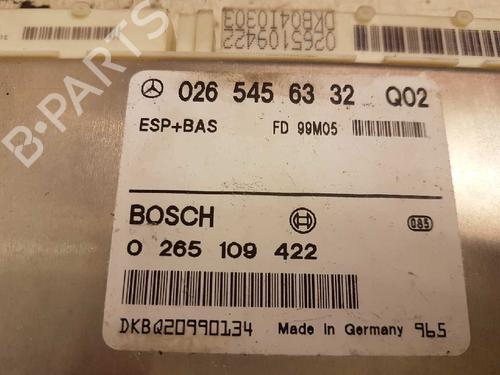 0265109422
DKB0410303
026 545 63 32 Q02
ESP+BAS FD 99M05
BOSCH 085
0 265 109 422
DKBQ20990134 Made in Germany 965
B-PARTS